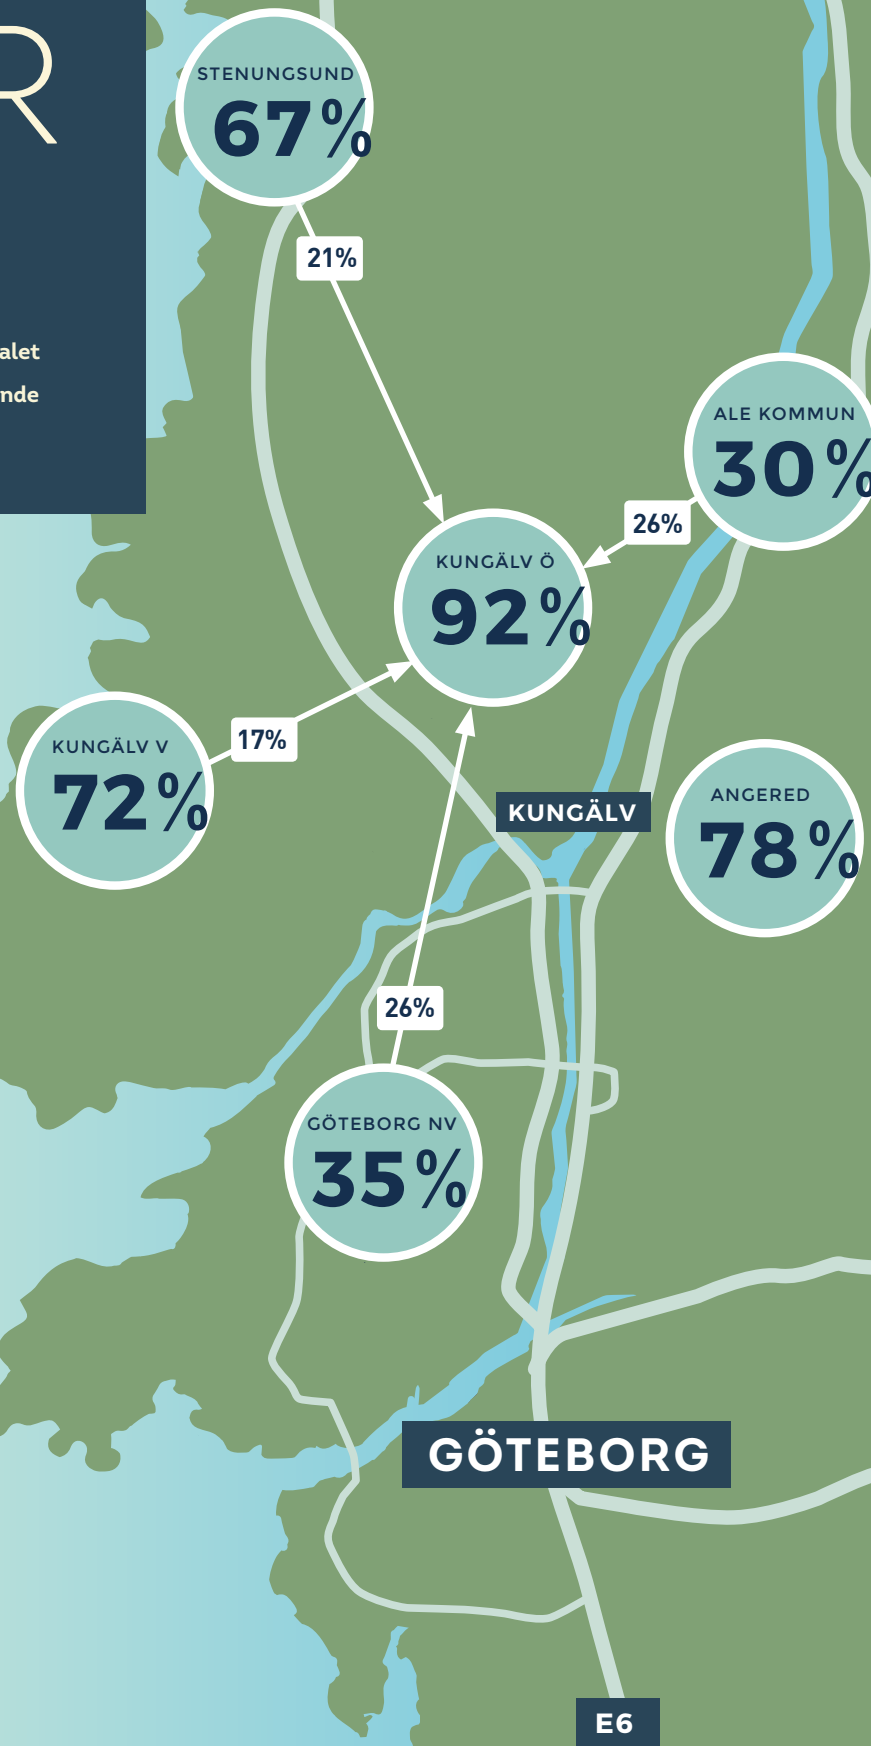 R
alet
nde
STENUNGSUND
67%
21%
ALE KOMMUN
30%
26%
KUNGÄLV Ö
92%
KUNGÄLV V
72%
17%
KUNGÄLV
ANGERED
78%
26%
GÖTEBORG NV
35%
GÖTEBORG
E6